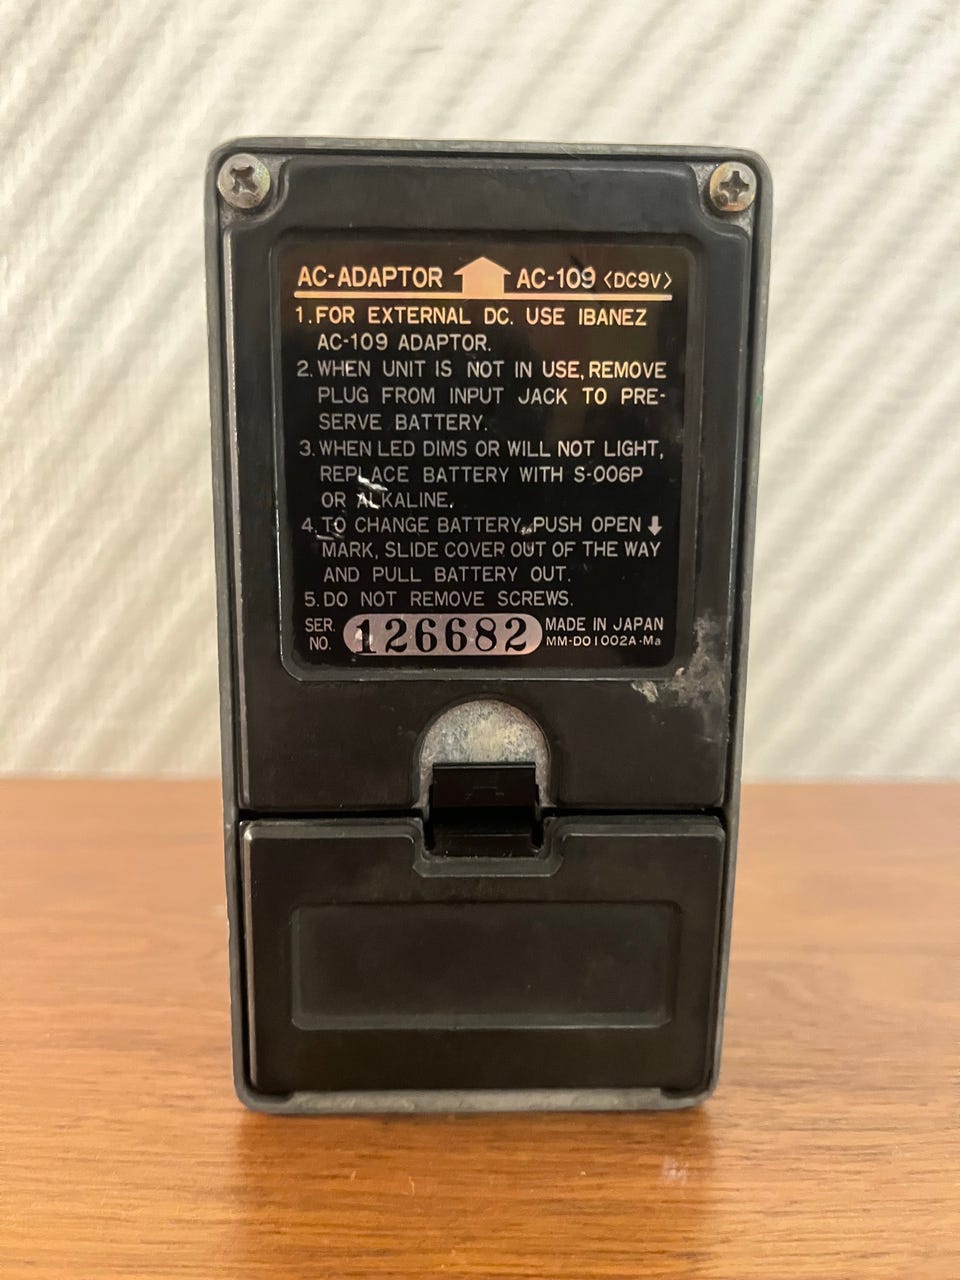 AC-ADAPTOR AC-109 <DC9V>
1. FOR EXTERNAL DC. USE IBANEZ
AC-109 ADAPTOR.
2. WHEN UNIT IS NOT IN USE, REMOVE
PLUG FROM INPUT JACK TO PRE-
SERVE BATTERY.
3. WHEN LED DIMS OR WILL NOT LIGHT,
REPLACE BATTERY WITH S-006P
OR ALKALINE.
4. TO CHANGE BATTERY, PUSH OPEN ⬇
MARK, SLIDE COVER OUT OF THE WAY
AND PULL BATTERY OUT.
5. DO NOT REMOVE SCREWS.
SER. NO. 126682
MADE IN JAPAN
MM-D01002A-Ma